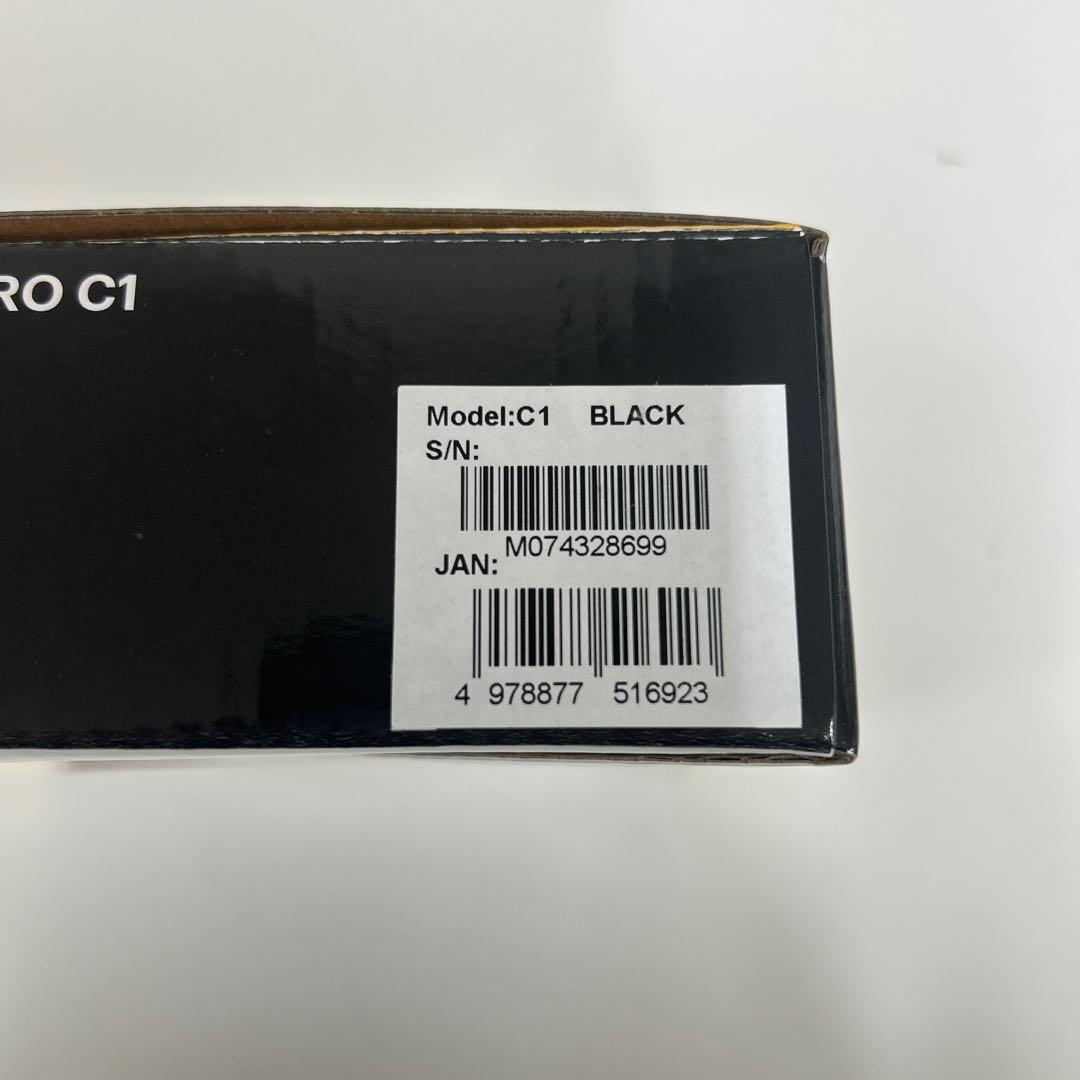 RO C1
Model:C1 BLACK
S/N:
M074328699
JAN:
4 978877 516923